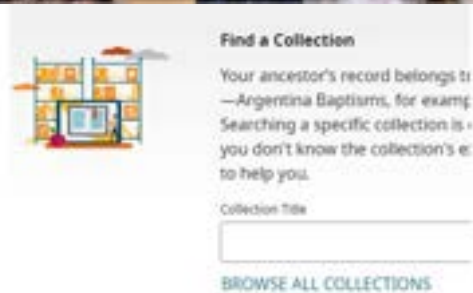 Find a Collection
Your ancestor's record belongs
—Argentina Baptisms, for
Searching a specific collection is
you don't know the collection's
to help you.
Collection Title
BROWSE ALL COLLECTIONS